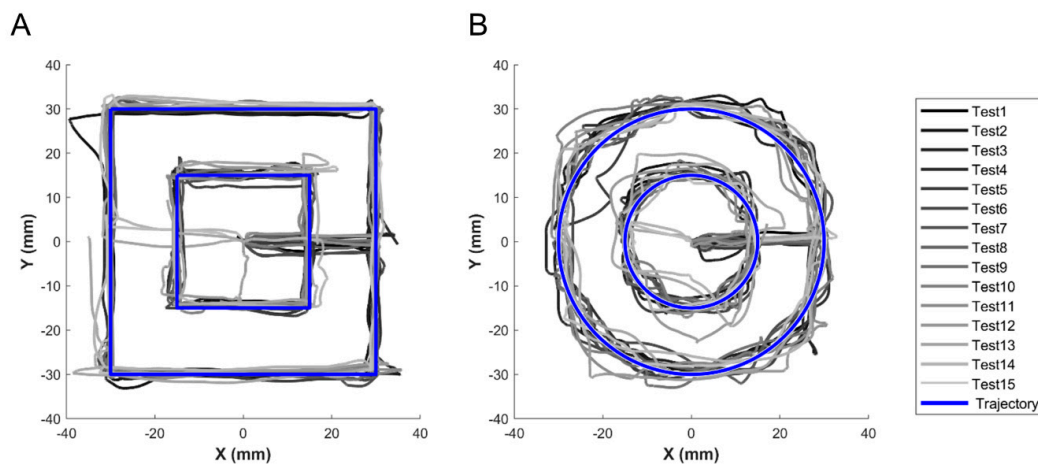 A
40
30
20
10
0
-10
-20
-30
-40
Y (mm)
-40 -20 0 20 40
X (mm)
B
40
30
20
10
0
-10
-20
-30
-40
Y (mm)
-40 -20 0 20 40
X (mm)
Test1
Test2
Test3
Test4
Test5
Test6
Test7
Test8
Test9
Test10
Test11
Test12
Test13
Test14
Test15
Trajectory